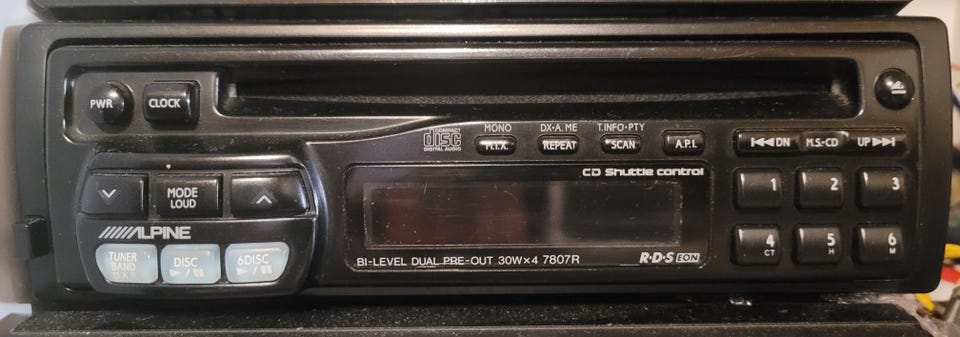 PWR
CLOCK
COMPACT
disc
DIGITAL AUDIO
MONO
M.I.X.
DX·A. ME
REPEAT
T.INFO·PTY
SCAN
A.P.I.
DN
M.S.-CD
UP
CD Shuttle control
MODE
LOUD
ALPINE
TUNER
BAND
DISC
6DISC
1
2
3
4
CT
5
H
6
M
BI-LEVEL DUAL PRE-OUT 30W×4 7807R
R·D·S EON